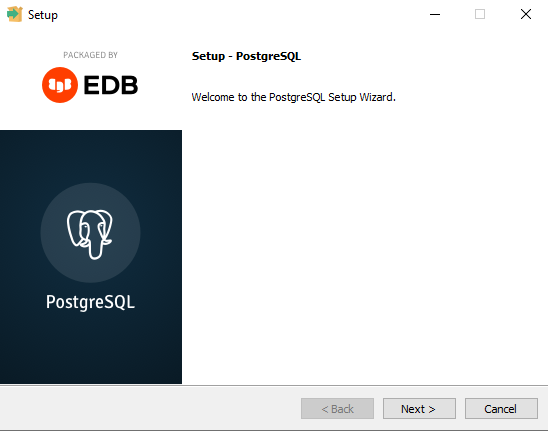 Setup
PACKAGED BY
EDB
Setup - PostgreSQL
Welcome to the PostgreSQL Setup Wizard.
PostgreSQL
< Back
Next >
Cancel